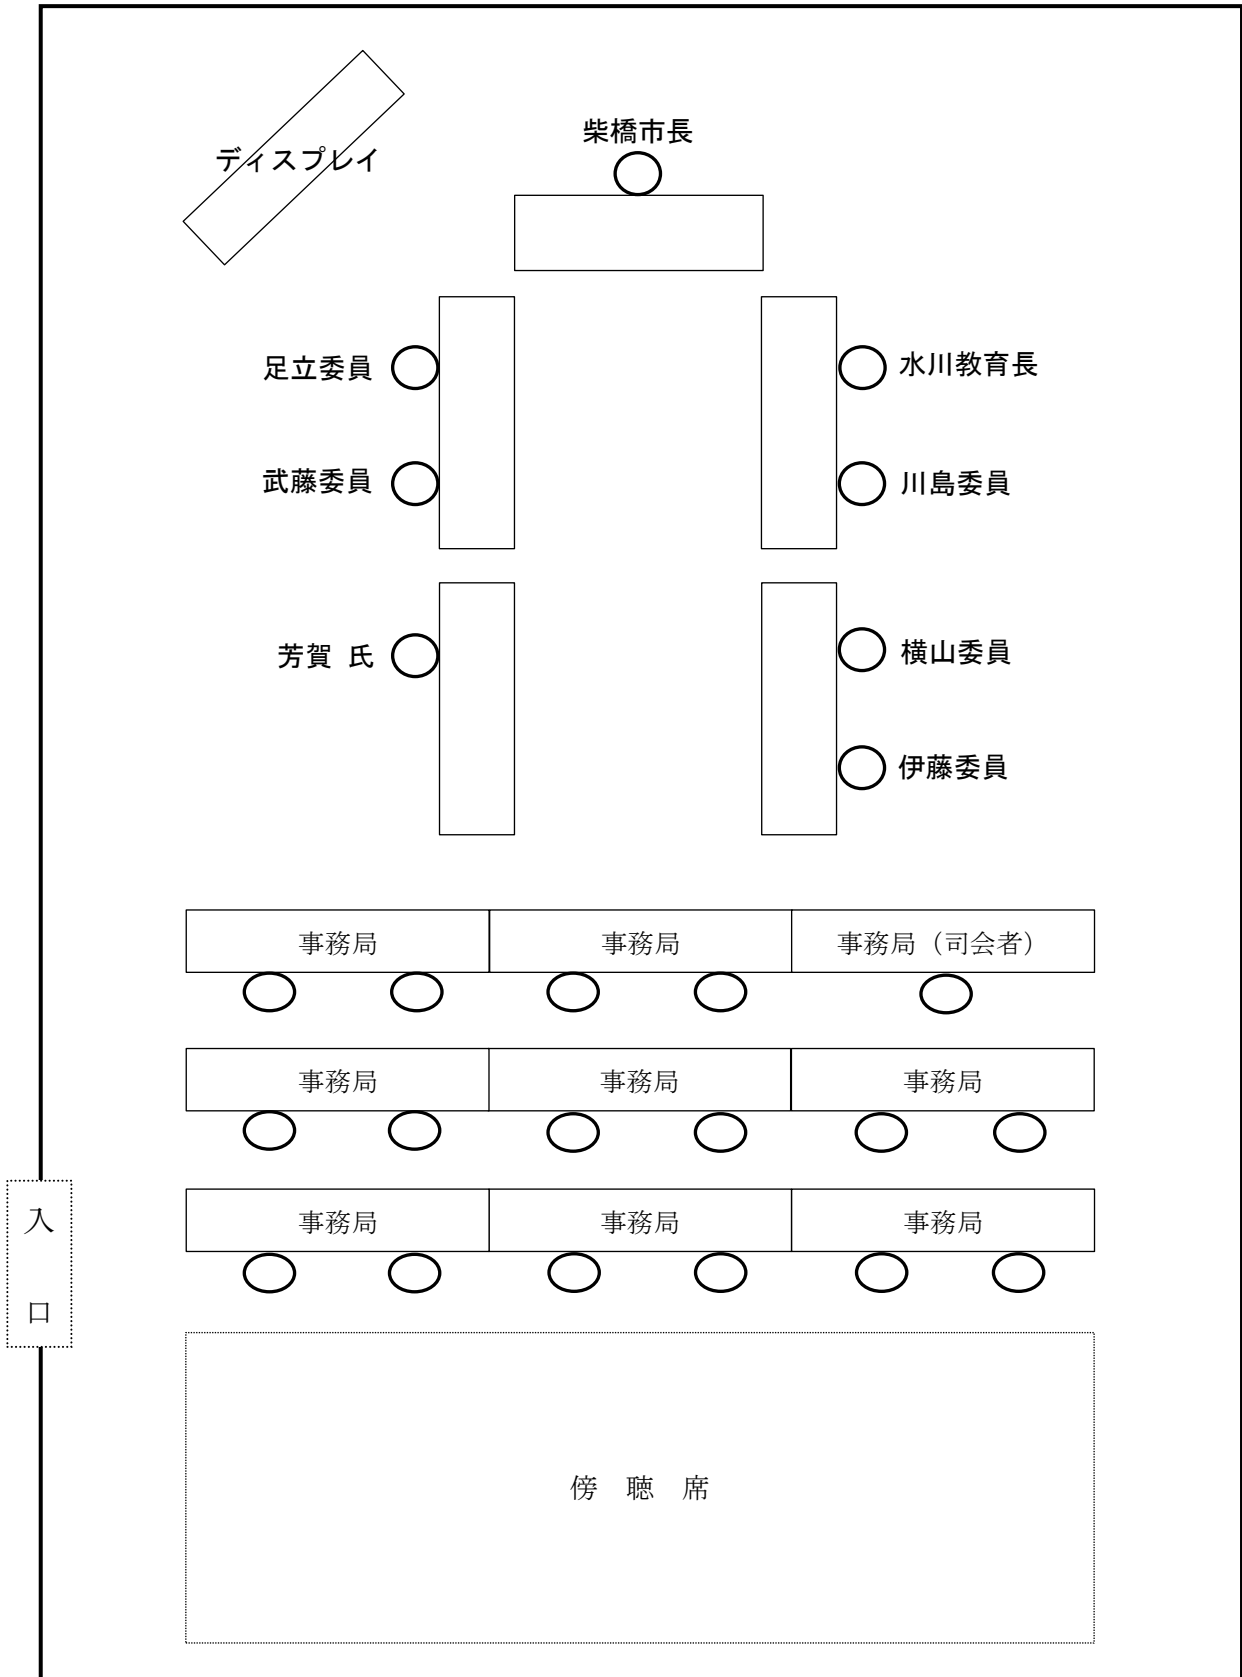 柴橋市長
ディスプレイ
足立委員
水川教育長
武藤委員
川島委員
芳賀 氏
横山委員
伊藤委員
事務局
事務局
事務局（司会者）
事務局
事務局
事務局
入口
事務局
事務局
事務局
傍 聴 席